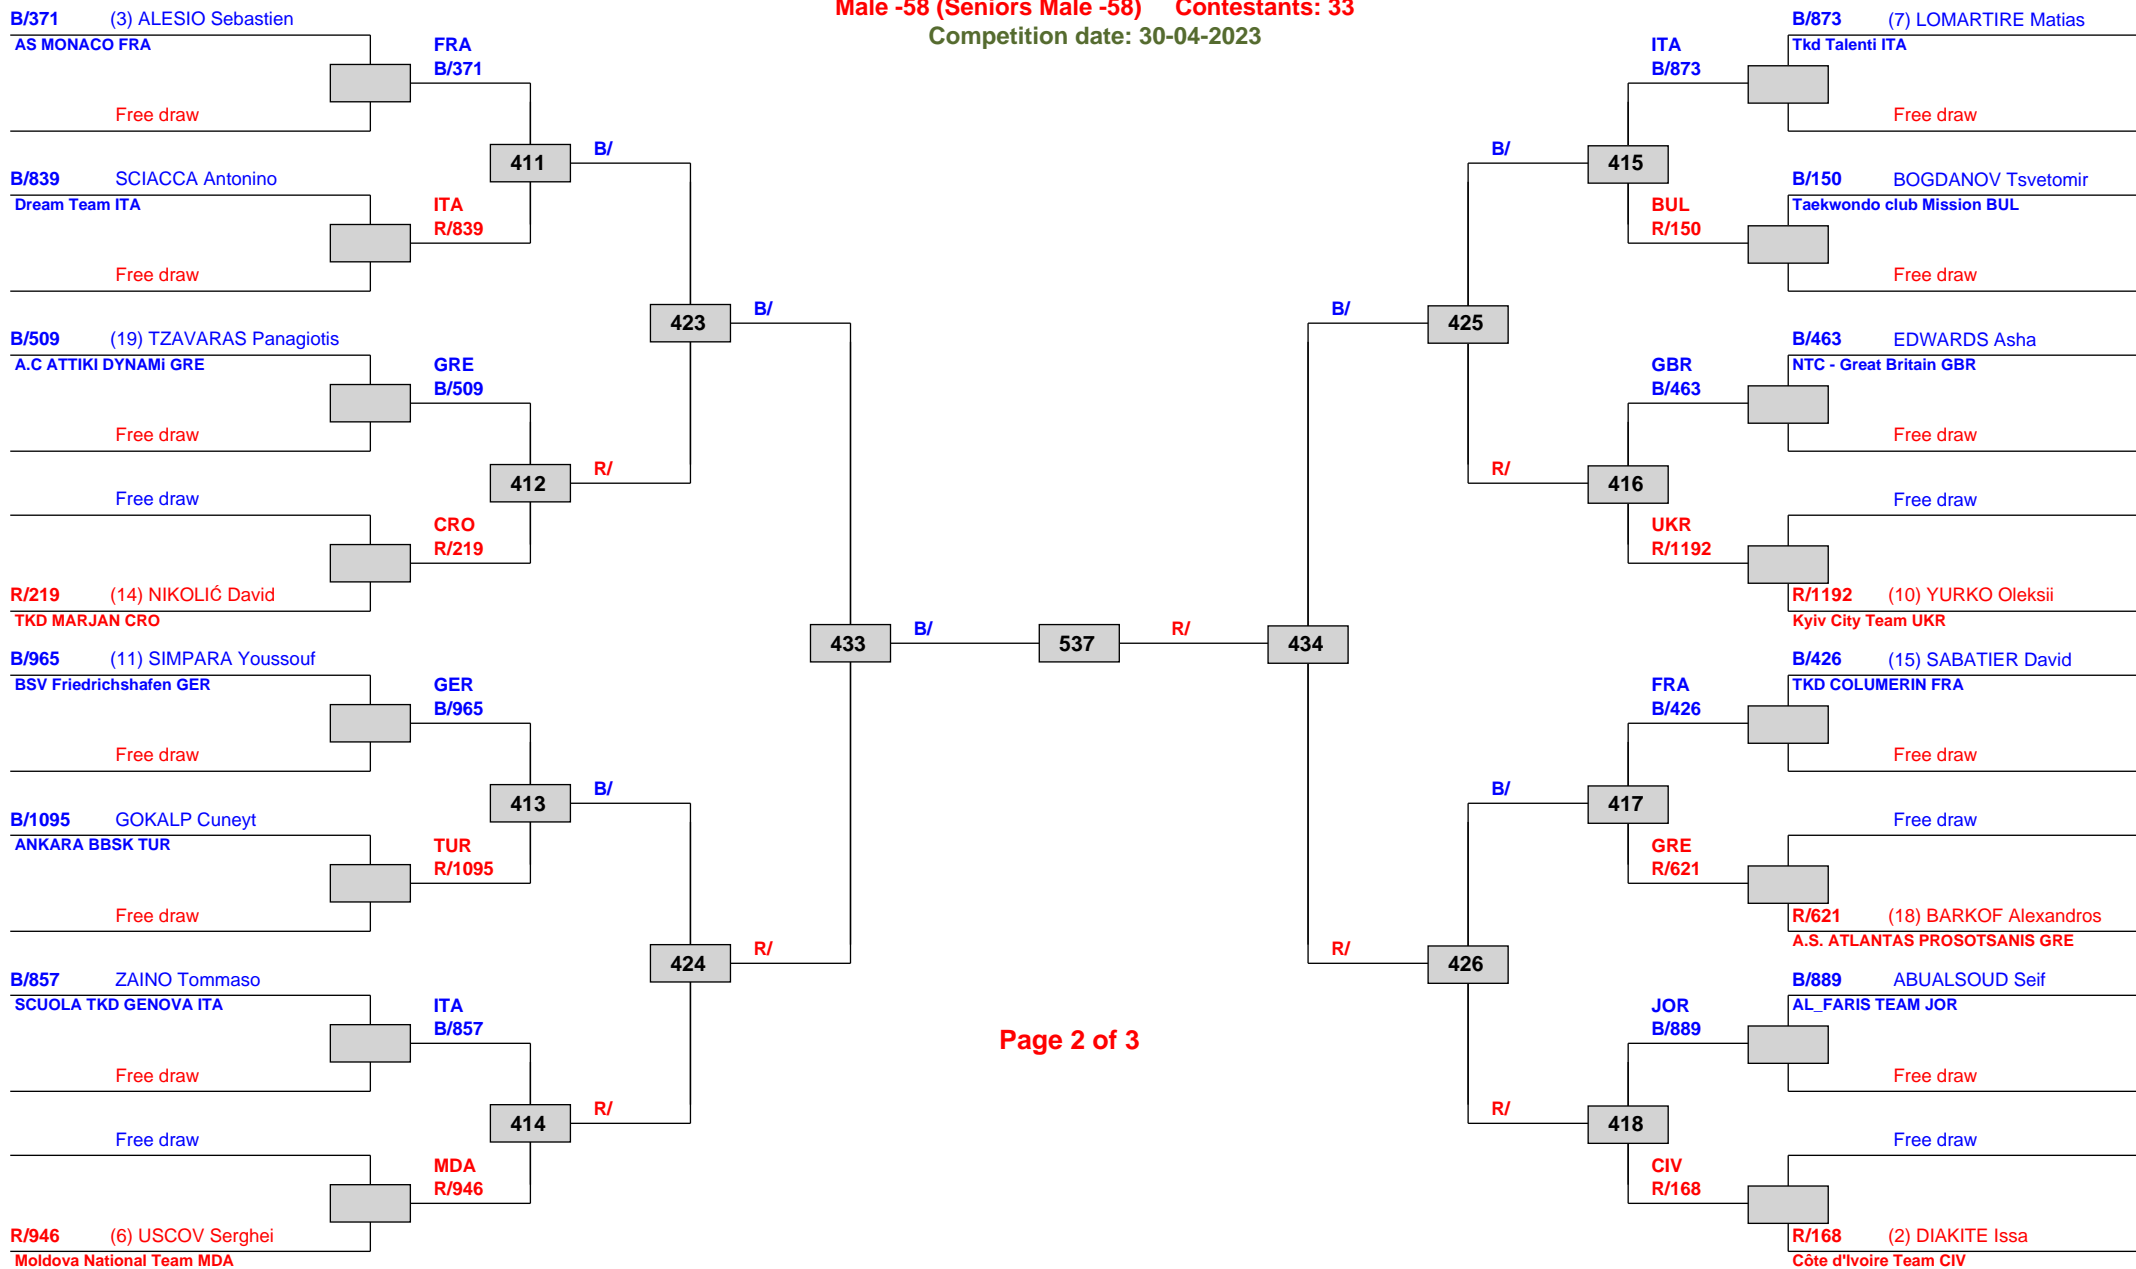 Male -58 (Seniors Male -58) Contestants: 33
Competition date: 30-04-2023
B/371 (3) ALESIO Sebastien
AS MONACO FRA
FRA
B/371
Free draw
411
B/
B/839 SCIACCA Antonino
Dream Team ITA
ITA
R/839
Free draw
423
B/
B/509 (19) TZAVARAS Panagiotis
A.C ATTIKI DYNAMi GRE
GRE
B/509
Free draw
412
R/
Free draw
CRO
R/219
R/219 (14) NIKOLIĆ David
TKD MARJAN CRO
433
B/
537
R/
434
B/965 (11) SIMPARA Youssouf
BSV Friedrichshafen GER
GER
B/965
Free draw
413
B/
B/1095 GOKALP Cuneyt
ANKARA BBSK TUR
TUR
R/1095
Free draw
424
R/
B/857 ZAINO Tommaso
SCUOLA TKD GENOVA ITA
ITA
B/857
Free draw
414
R/
Free draw
MDA
R/946
R/946 (6) USCOV Serghei
Moldova National Team MDA
Page 2 of 3
B/873 (7) LOMARTIRE Matias
Tkd Talenti ITA
ITA
B/873
Free draw
B/
415
B/150 BOGDANOV Tsvetomir
Taekwondo club Mission BUL
BUL
R/150
Free draw
B/
425
B/463 EDWARDS Asha
NTC - Great Britain GBR
GBR
B/463
Free draw
R/
416
Free draw
UKR
R/1192
R/1192 (10) YURKO Oleksii
Kyiv City Team UKR
B/426 (15) SABATIER David
TKD COLUMERIN FRA
FRA
B/426
Free draw
B/
417
Free draw
GRE
R/621
R/621 (18) BARKOF Alexandros
A.S. ATLANTAS PROSOTSANIS GRE
R/
426
B/889 ABUALSOUD Seif
AL_FARIS TEAM JOR
JOR
B/889
Free draw
R/
418
Free draw
CIV
R/168
R/168 (2) DIAKITE Issa
Côte d'Ivoire Team CIV